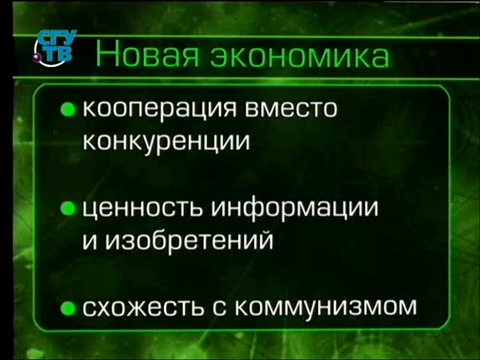 СГУ
ТВ
Новая экономика
кооперация вместо
конкуренции
ценность информации
и изобретений
схожесть с коммунизмом